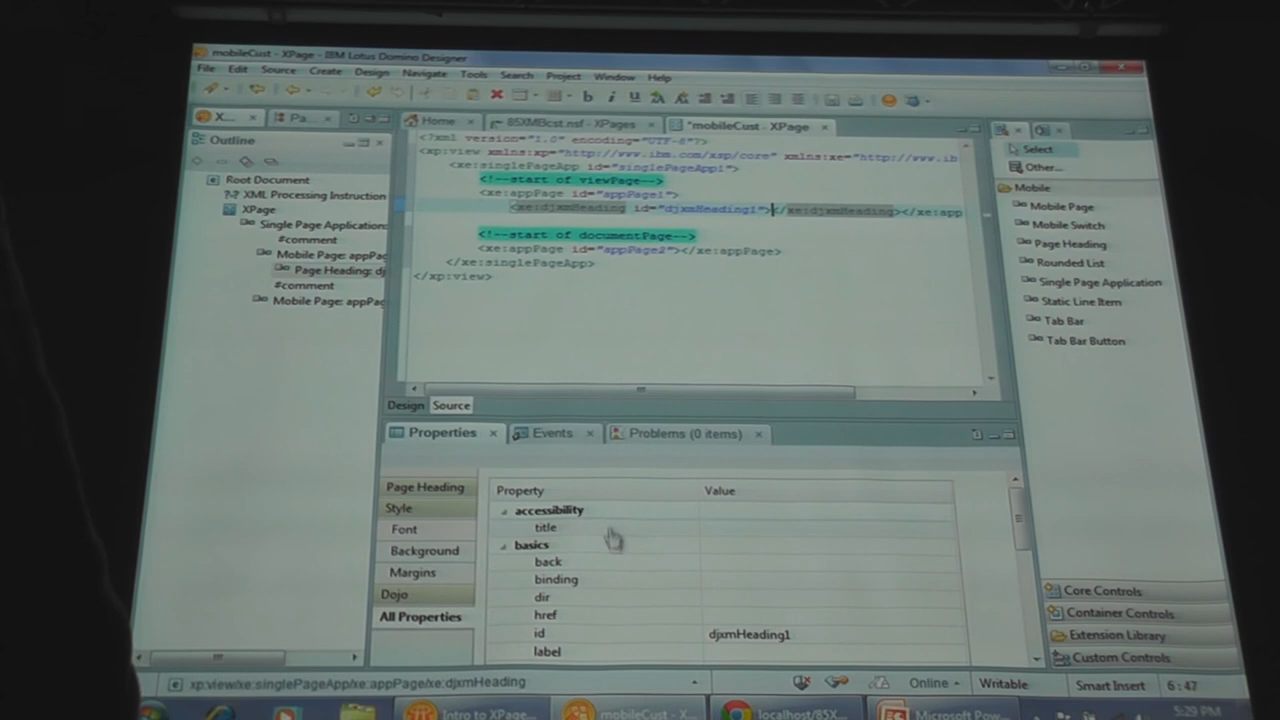 mobileCust - XPage - IBM Lotus Domino Designer
File Edit Source Create Design Navigate Tools Search Project Window Help
X... Pa...
Home 85XMBcst.nsf - XPages *mobileCust - XPage
Outline
Root Document
?-? XML Processing Instruction
XPage
Single Page Application
#comment
Mobile Page: appPag
Page Heading: dj
#comment
Mobile Page: appPag
<?xml version="1.0" encoding="UTF-8"?>
<xp:view xmlns:xp="http://www.ibm.com/xsp/core" xmlns:xe="http://www.ib
<xe:singlePageApp id="singlePageApp1">
<!--start of viewPage-->
<xe:appPage id="appPage1">
<xe:djxmHeading id="djxmHeading1"></xe:djxmHeading></xe:app
<!--start of documentPage-->
<xe:appPage id="appPage2"></xe:appPage>
</xe:singlePageApp>
</xp:view>
Design Source
Select
Other...
Mobile
Mobile Page
Mobile Switch
Page Heading
Rounded List
Single Page Application
Static Line Item
Tab Bar
Tab Bar Button
Core Controls
Container Controls
Extension Library
Custom Controls
Properties Events Problems (0 items)
Page Heading
Style
Font
Background
Margins
Dojo
All Properties
Property Value
accessibility
title
basics
back
binding
dir
href
id djxmHeading1
label
xp:view/xe:singlePageApp/xe:appPage/xe:djxmHeading
Online Writable Smart Insert 6 : 47
Intro to XPage... mobileCust - X... localhost/85X... Microsoft Pow... 5:29 PM